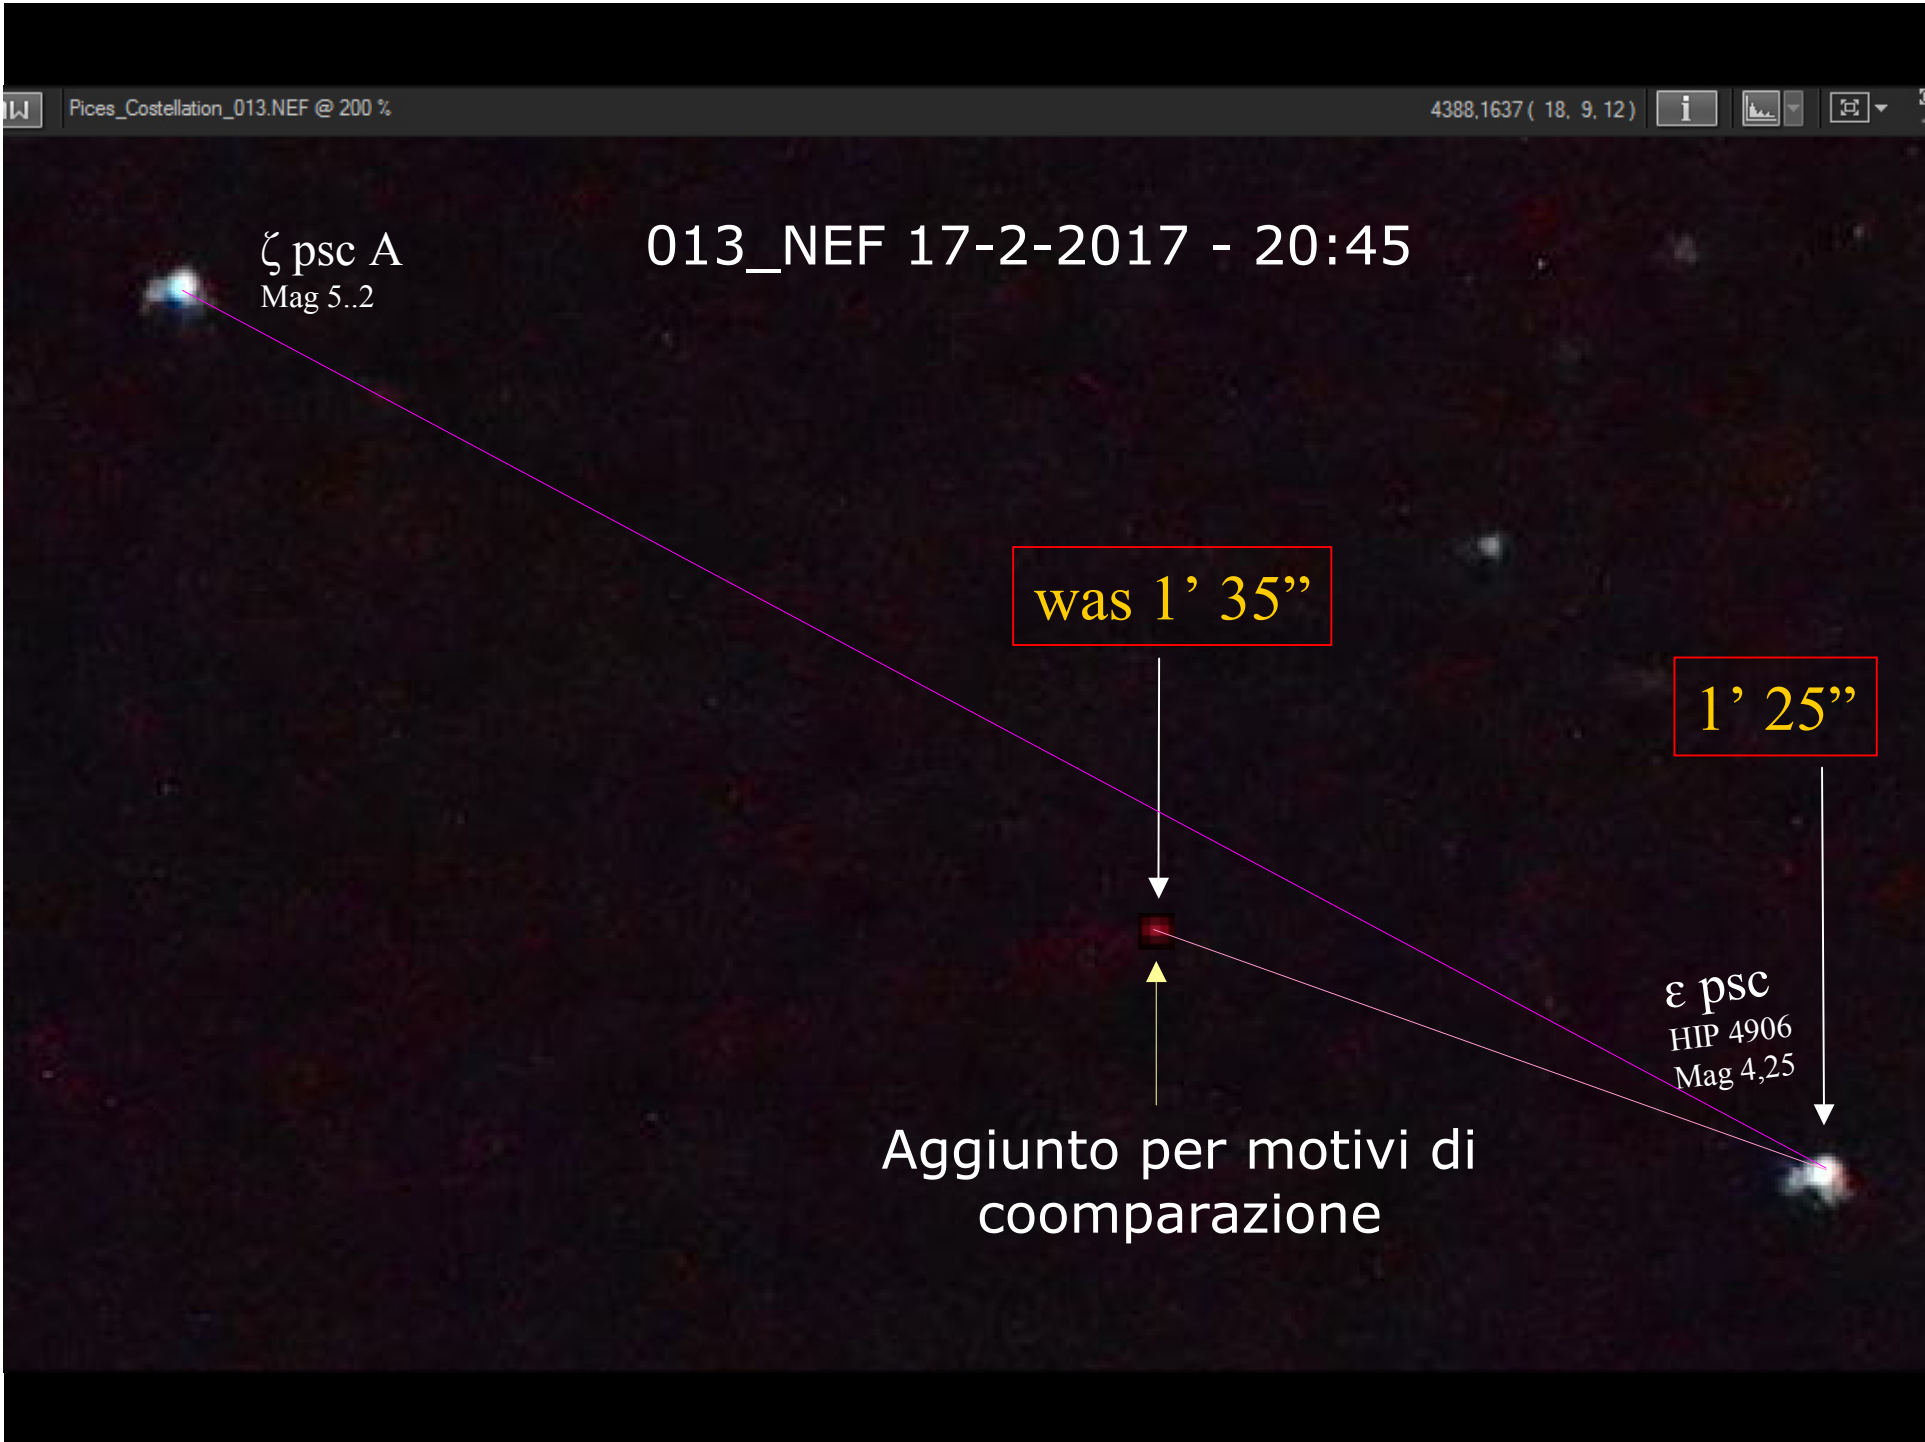 Pices_Costellation_013.NEF @ 200 %
4388,1637 ( 18, 9, 12 )
i
ζ psc A
Mag 5..2
013_NEF 17-2-2017 - 20:45
was 1’ 35”
1’ 25”
ε psc
HIP 4906
Mag 4,25
Aggiunto per motivi di
coomparazione